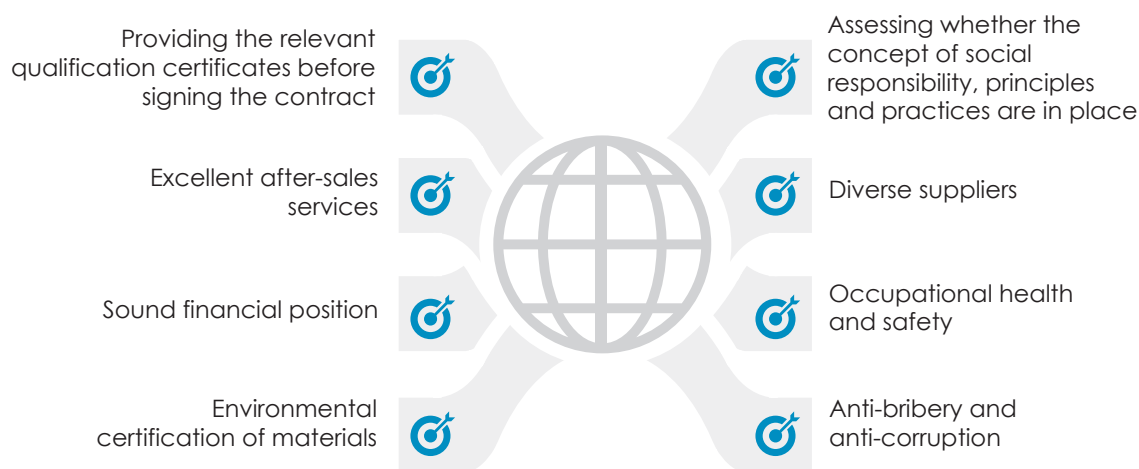 Providing the relevant
qualification certificates before
signing the contract
Excellent after-sales
services
Sound financial position
Environmental
certification of materials
Assessing whether the
concept of social
responsibility, principles
and practices are in place
Diverse suppliers
Occupational health
and safety
Anti-bribery and
anti-corruption